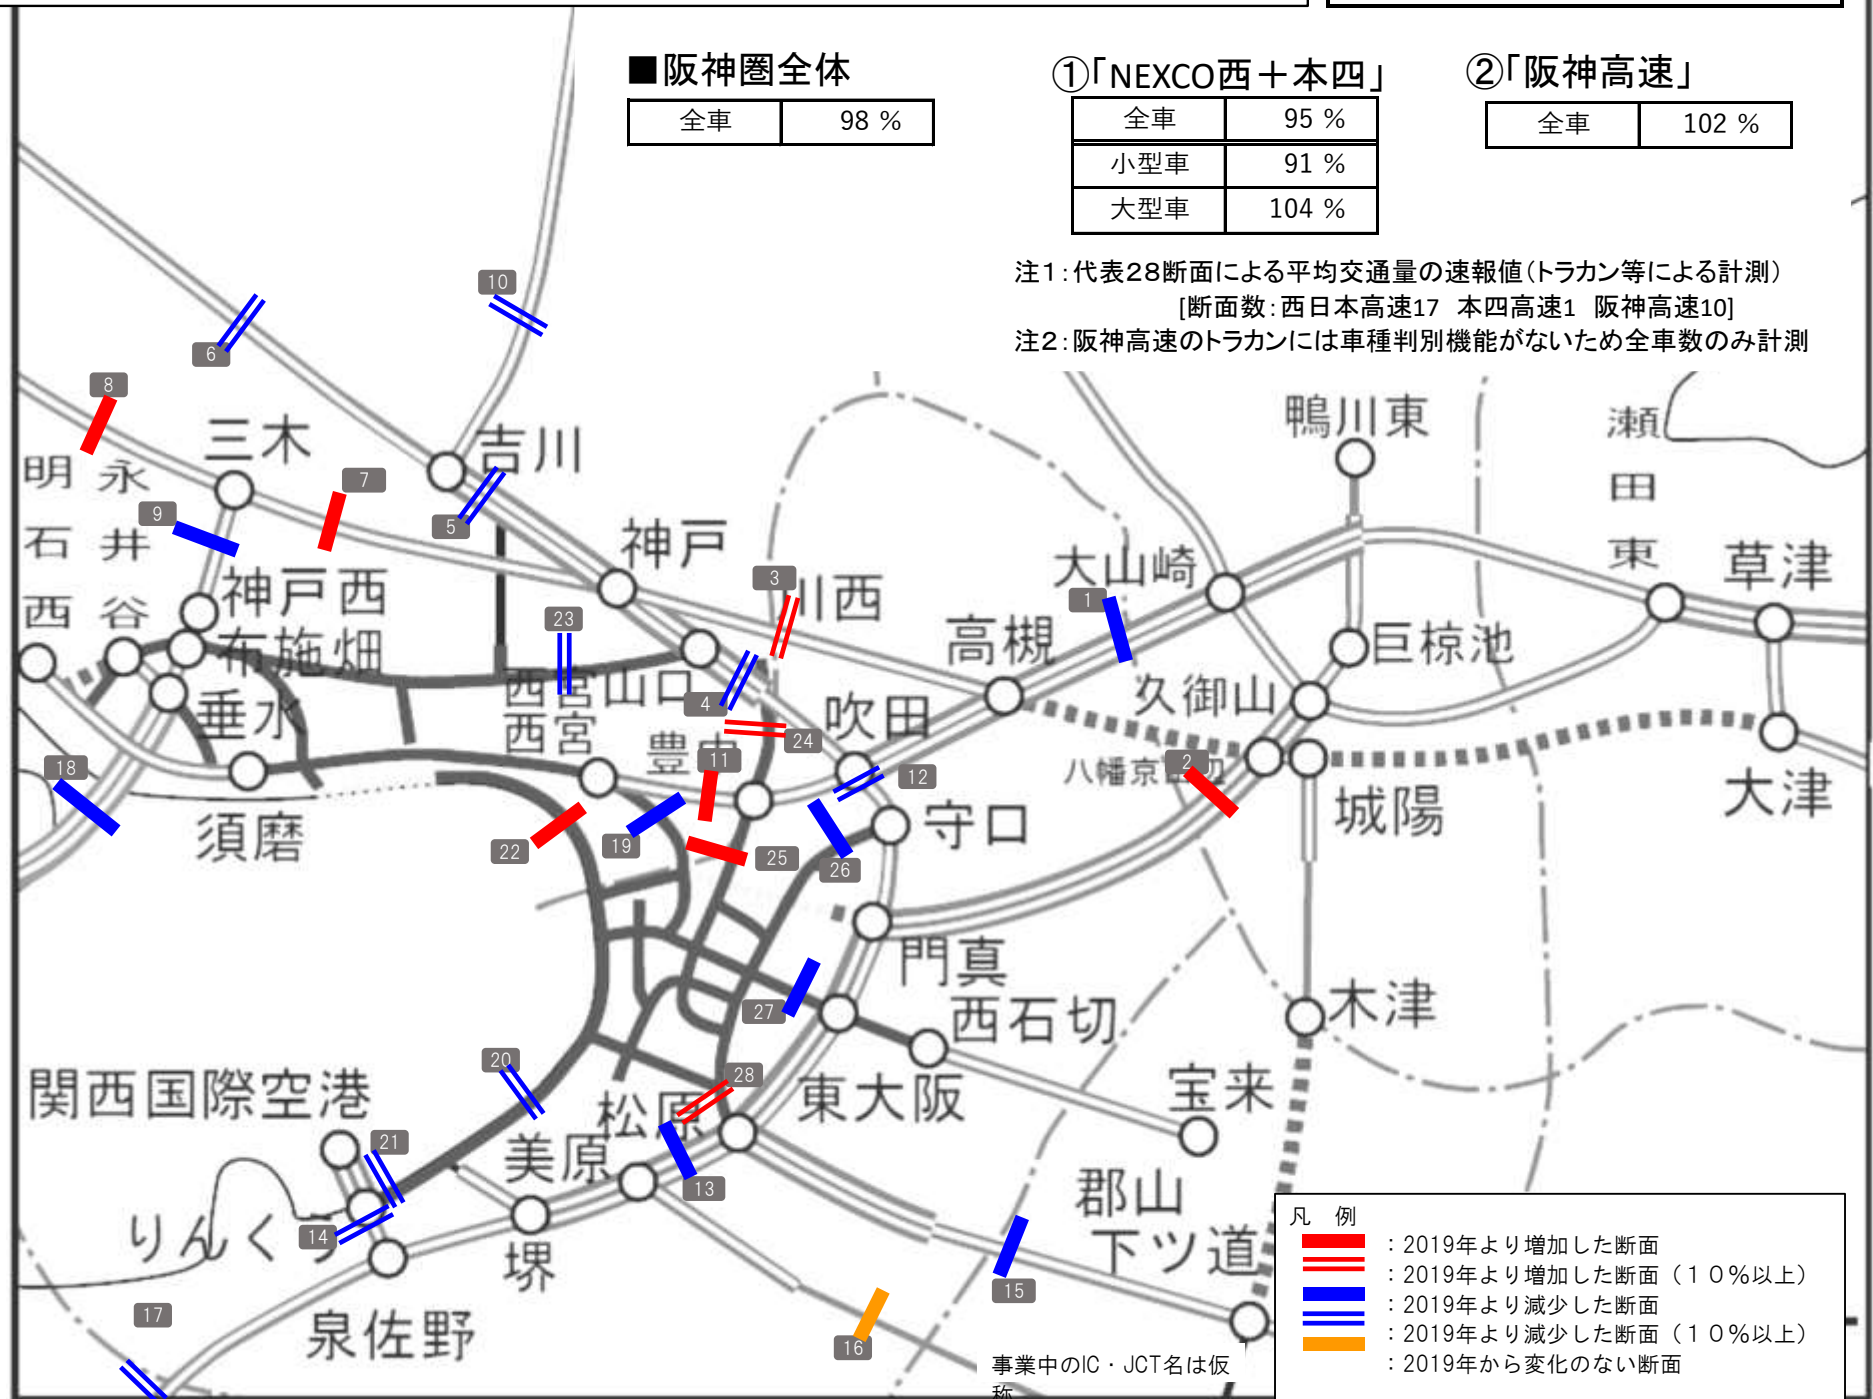 ■阪神圏全体
全車 98 %
①「NEXCO西＋本四」
全車 95 %
小型車 91 %
大型車 104 %
②「阪神高速」
全車 102 %
注1：代表28断面による平均交通量の速報値（トラカン等による計測）
[断面数：西日本高速17 本四高速1 阪神高速10]
注2：阪神高速のトラカンには車種判別機能がないため全車数のみ計測
10
6
8
三木
吉川
鴨川東
瀬田東
明石西
永井谷
7
9
5
神戸
大山崎
草津
神戸西
3
川西
1
布施畑
23
高槻
巨椋池
西宮山口
4
久御山
垂水
西宮
吹田
豊中
24
11
12
八幡京田辺
2
18
須磨
守口
城陽
大津
22
19
25
26
門真
27
西石切
木津
20
28
関西国際空港
松原
東大阪
宝来
21
美原
13
郡山
下ツ道
りんくう
14
堺
15
17
泉佐野
16
事業中のIC・JCT名は仮
称
凡 例
：2019年より増加した断面
：2019年より増加した断面（１０％以上）
：2019年より減少した断面
：2019年より減少した断面（１０％以上）
：2019年から変化のない断面